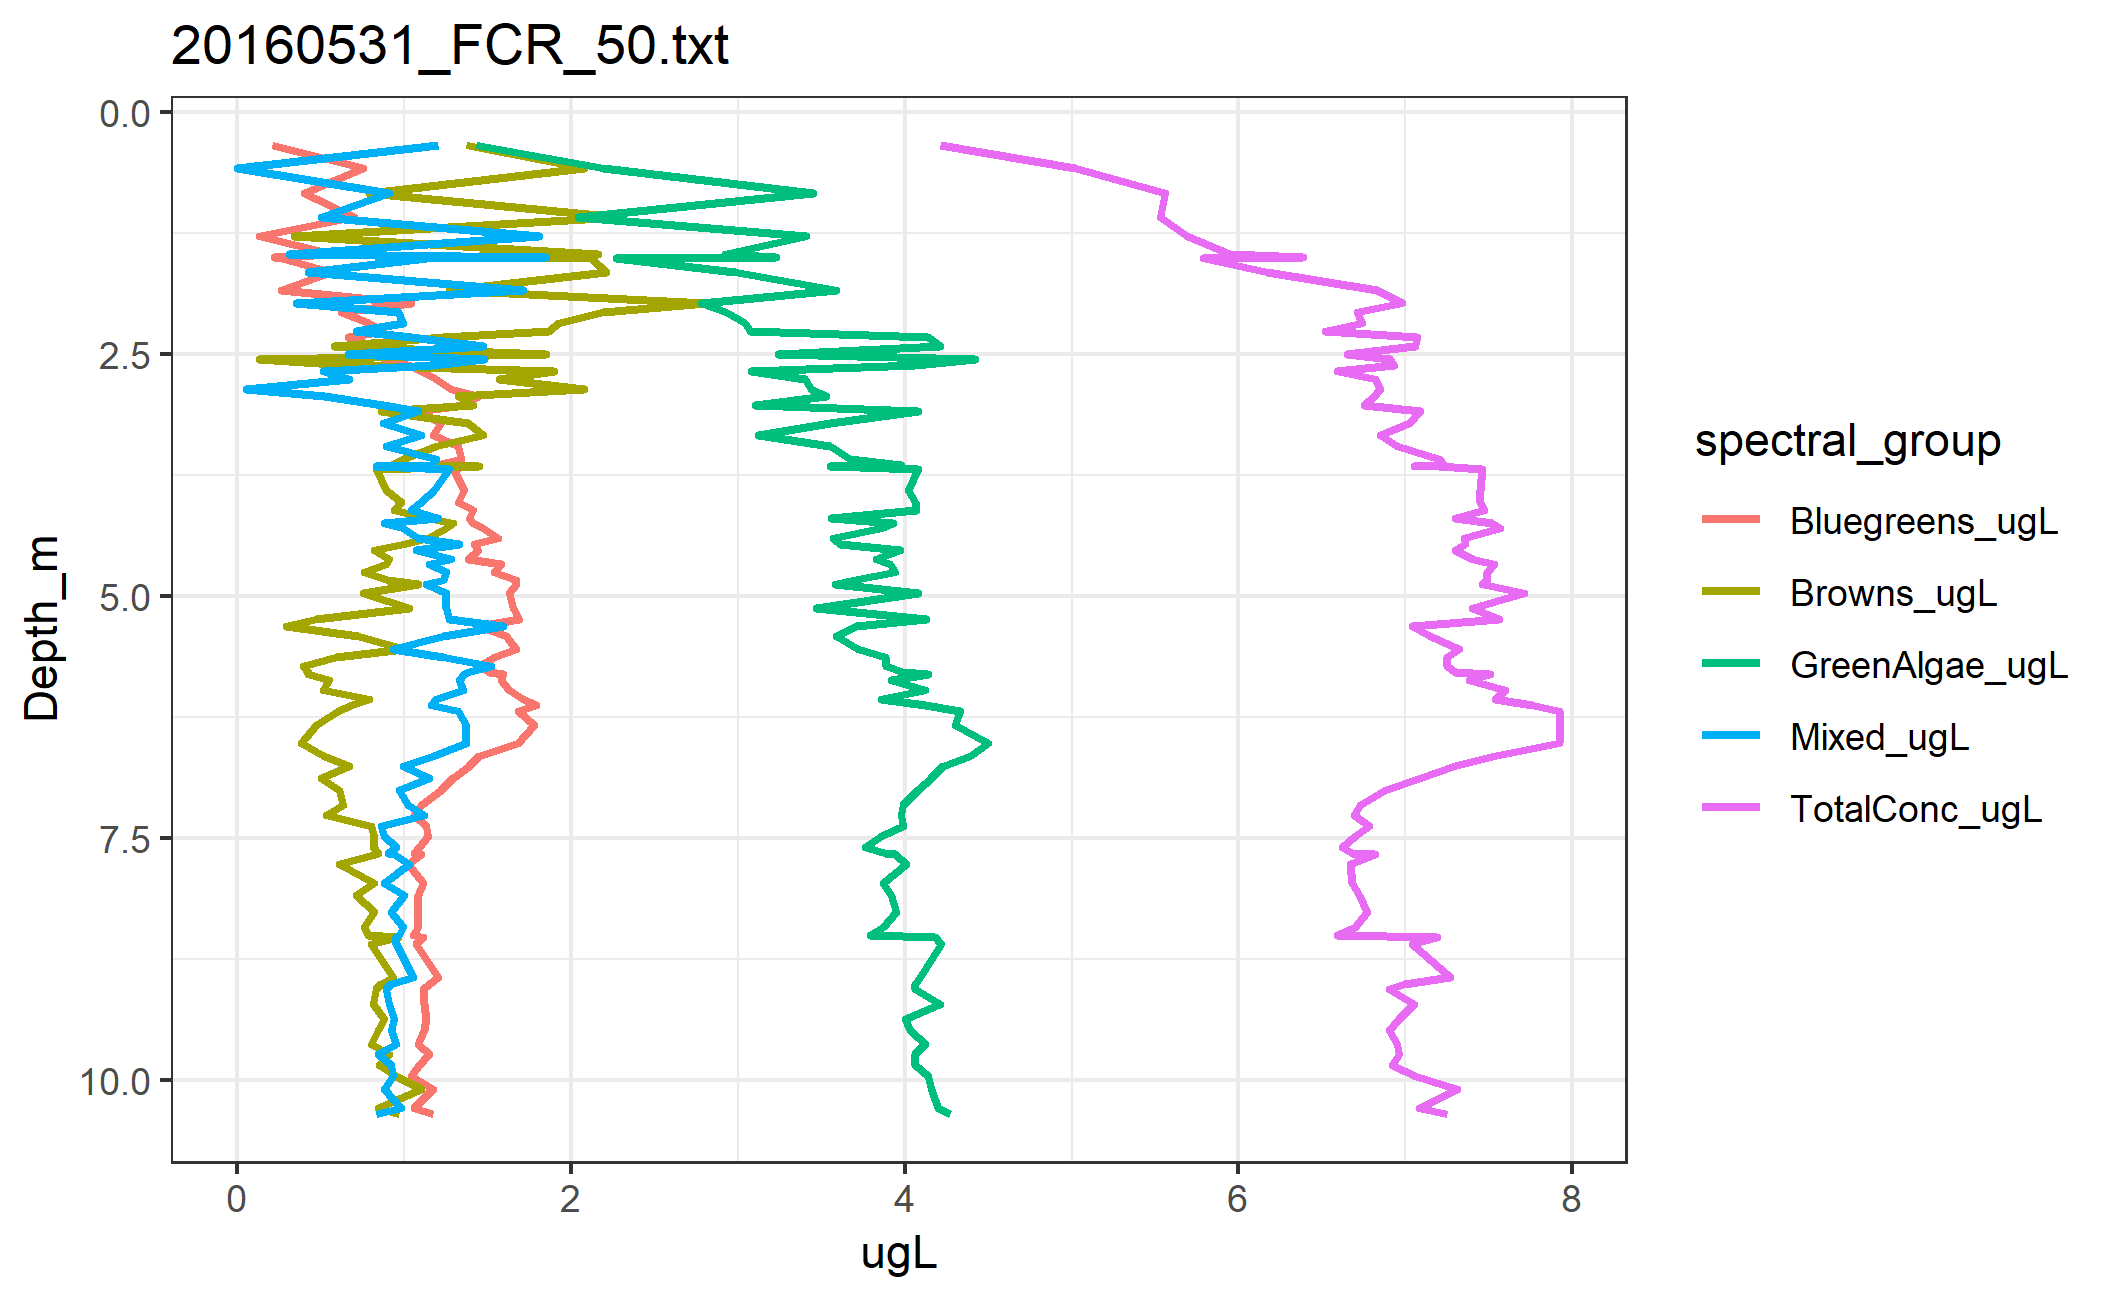 20160531_FCR_50.txt
0.0
2.5
5.0
7.5
10.0
Depth_m
0 2 4 6 8
ugL
spectral_group
Bluegreens_ugL
Browns_ugL
GreenAlgae_ugL
Mixed_ugL
TotalConc_ugL